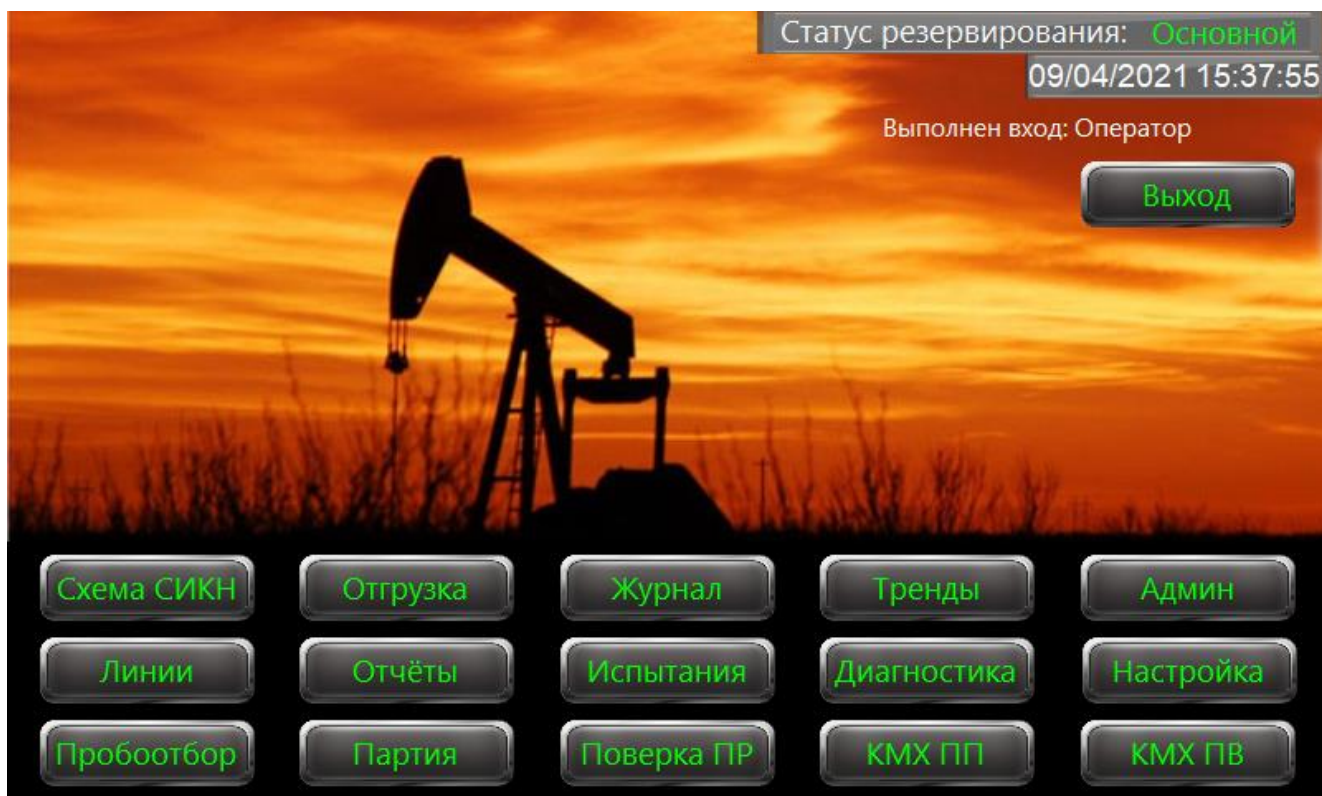 Статус резервирования: Основной
09/04/2021 15:37:55
Выполнен вход: Оператор
Выход
Схема СИКН Отгрузка Журнал Тренды Админ
Линии Отчёты Испытания Диагностика Настройка
Пробоотбор Партия Поверка ПР КМХ ПП КМХ ПВ